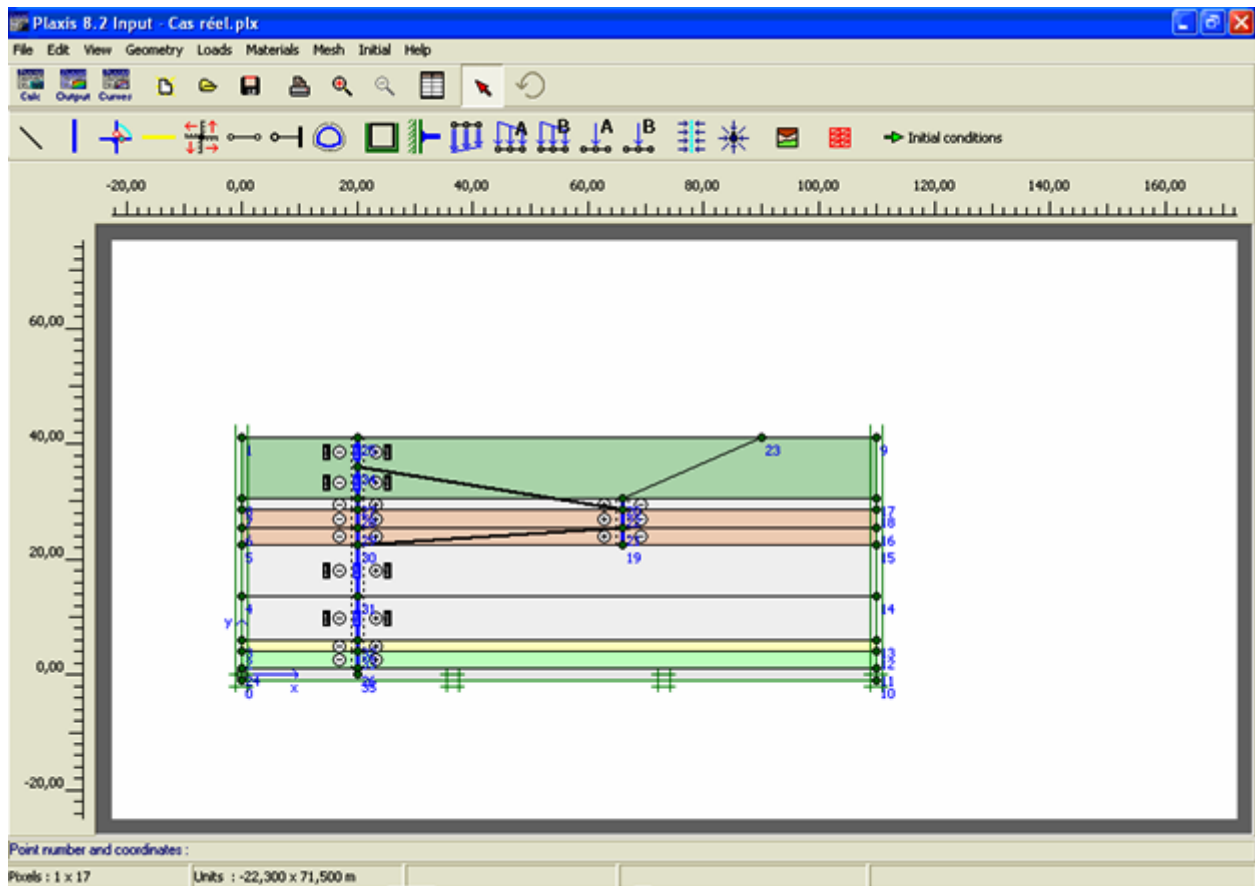 Plaxis 8.2 Input - Cas réel.plx
File Edit View Geometry Loads Materials Mesh Initial Help
Calc Output Curves
A B A B Initial conditions
-20,00 0,00 20,00 40,00 60,00 80,00 100,00 120,00 140,00 160,00
60,00
40,00
20,00
0,00
-20,00
1 23 9
17
18
16
5 30 19 15
4 31 14
y
13
12
x
11
0 35 10
Point number and coordinates :
Pixels : 1 x 17 Units : -22,300 x 71,500 m